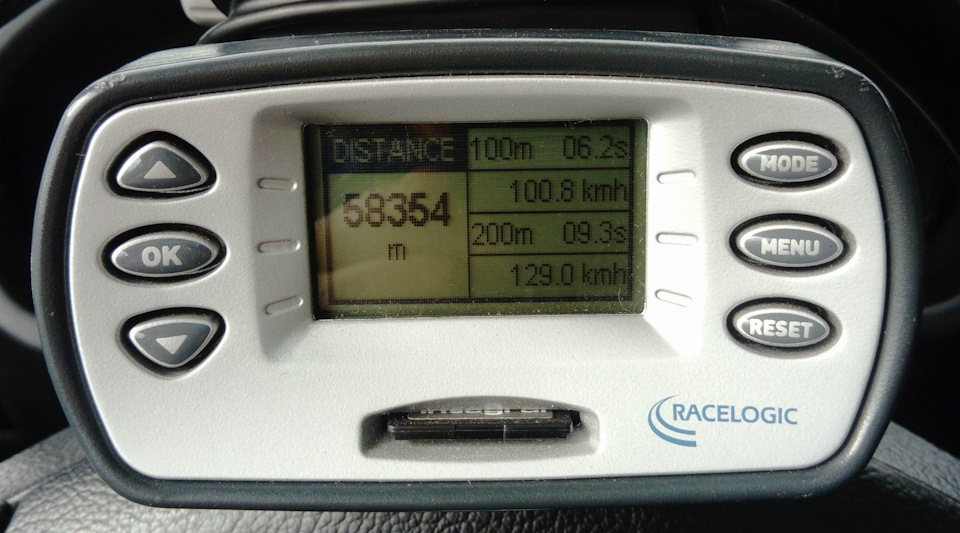 DISTANCE
58354
m
100m 06.2s
100.8 kmh
200m 09.3s
129.0 kmh
OK
MODE
MENU
RESET
RACELOGIC